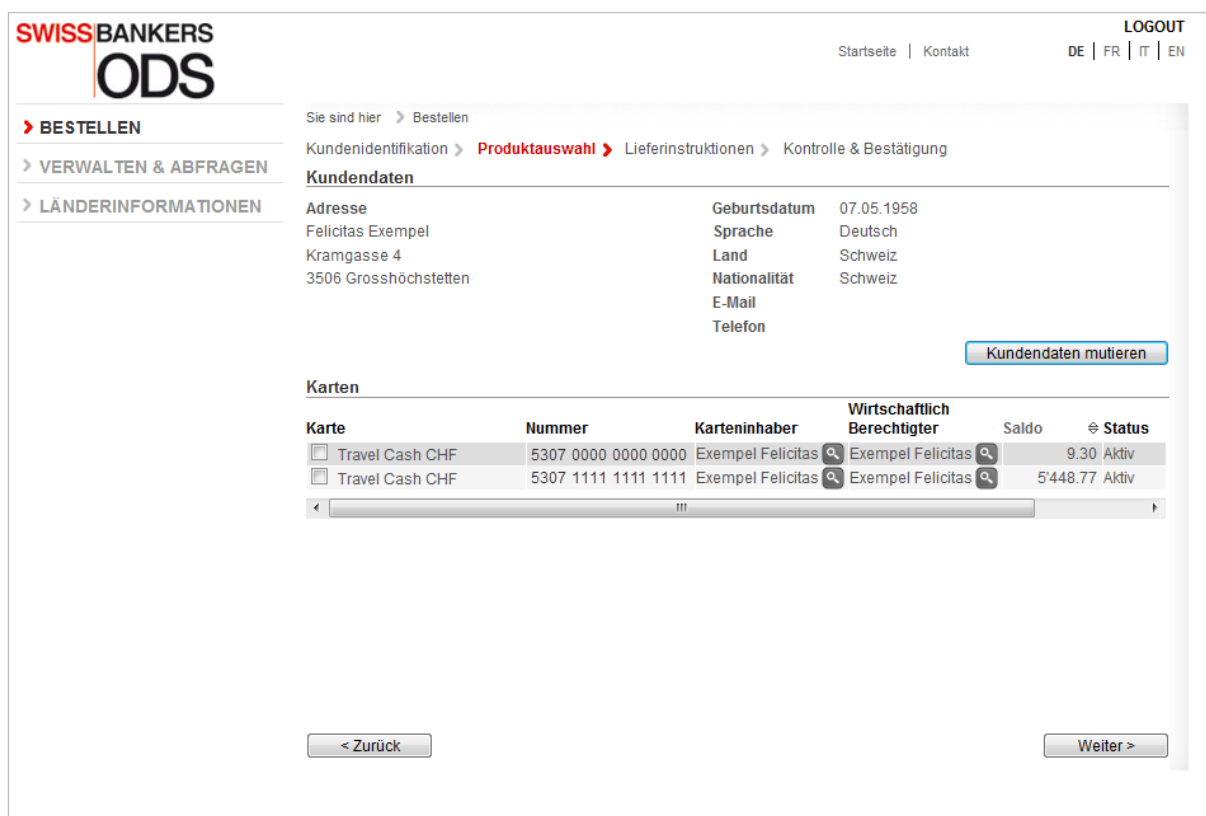 SWISS BANKERS
ODS
LOGOUT
Startseite | Kontakt
DE | FR | IT | EN
BESTELLEN
VERWALTEN & ABFRAGEN
LÄNDERINFORMATIONEN
Sie sind hier > Bestellen
Kundenidentifikation > Produktauswahl > Lieferinstruktionen > Kontrolle & Bestätigung
Kundendaten
Adresse
Felicitas Exempel
Kramgasse 4
3506 Grosshöchstetten
Geburtsdatum 07.05.1958
Sprache Deutsch
Land Schweiz
Nationalität Schweiz
E-Mail
Telefon
Kundendaten mutieren
Karten
Karte Nummer Karteninhaber Wirtschaftlich Berechtigter Saldo Status
Travel Cash CHF 5307 0000 0000 0000 Exempel Felicitas Exempel Felicitas 9.30 Aktiv
Travel Cash CHF 5307 1111 1111 1111 Exempel Felicitas Exempel Felicitas 5'448.77 Aktiv
< Zurück
Weiter >